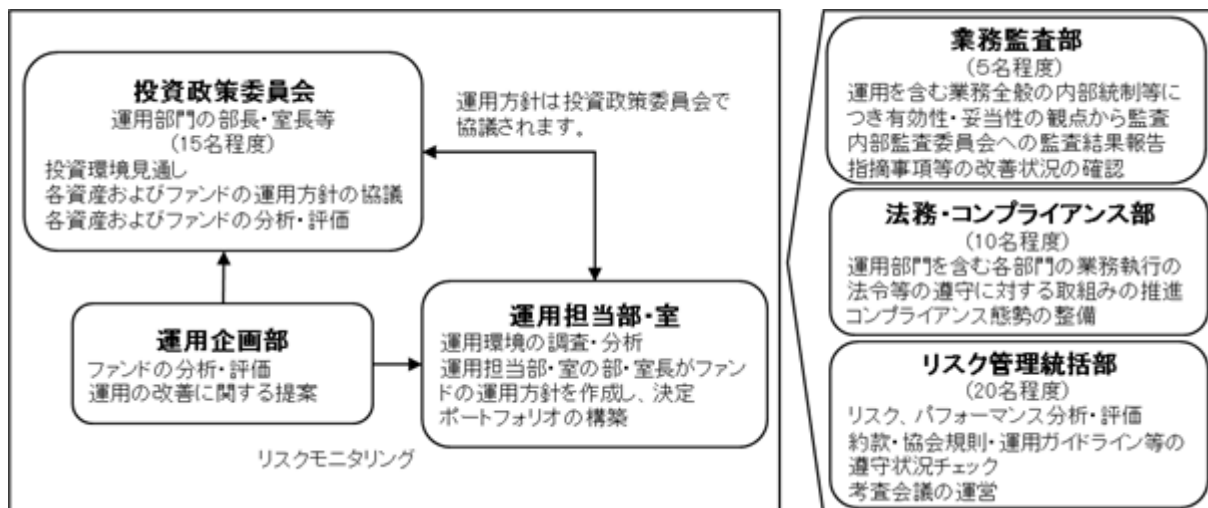 投資政策委員会
運用部門の部長・室長等
(15名程度)
投資環境見通し
各資産およびファンドの運用方針の協議
各資産およびファンドの分析・評価
運用方針は投資政策委員会で
協議されます。
運用企画部
ファンドの分析・評価
運用の改善に関する提案
運用担当部・室
運用環境の調査・分析
運用担当部・室の部・室長がファン
ドの運用方針を作成し、決定
ポートフォリオの構築
リスクモニタリング
業務監査部
(5名程度)
運用を含む業務全般の内部統制等に
つき有効性・妥当性の観点から監査
内部監査委員会への監査結果報告
指摘事項等の改善状況の確認
法務・コンプライアンス部
(10名程度)
運用部門を含む各部門の業務執行の
法令等の遵守に対する取組みの推進
コンプライアンス態勢の整備
リスク管理統括部
(20名程度)
リスク、パフォーマンス分析・評価
約款・協会規則・運用ガイドライン等の
遵守状況チェック
考査会議の運営